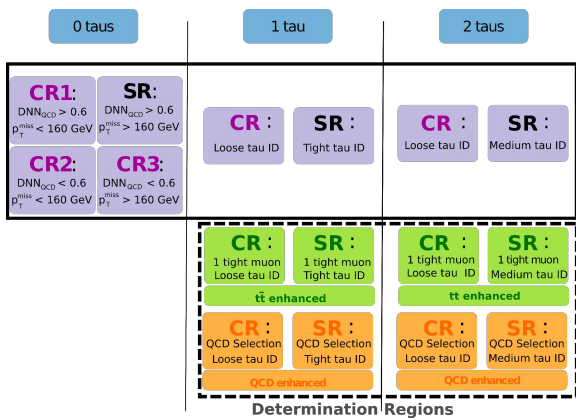 0 taus
1 tau
2 taus
CR1:
DNN_QCD > 0.6
p_T^miss < 160 GeV
SR:
DNN_QCD > 0.6
p_T^miss > 160 GeV
CR2:
DNN_QCD < 0.6
p_T^miss < 160 GeV
CR3:
DNN_QCD < 0.6
p_T^miss > 160 GeV
CR :
Loose tau ID
SR :
Tight tau ID
CR :
Loose tau ID
SR :
Medium tau ID
CR :
1 tight muon
Loose tau ID
SR :
1 tight muon
Tight tau ID
tt̄ enhanced
CR :
1 tight muon
Loose tau ID
SR :
1 tight muon
Medium tau ID
tt enhanced
CR :
QCD Selection
Loose tau ID
SR :
QCD Selection
Tight tau ID
QCD enhanced
CR :
QCD Selection
Loose tau ID
SR :
QCD Selection
Medium tau ID
QCD enhanced
Determination Regions